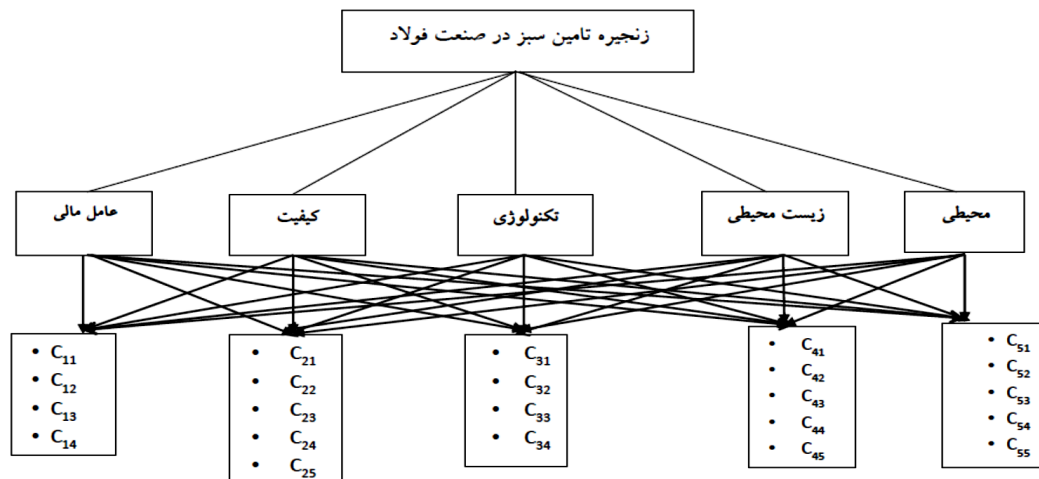 زنجیره تامین سبز در صنعت فولاد
محیطی
زیست محیطی
تکنولوژی
کیفیت
عامل مالی
• C₁₁
• C₁₂
• C₁₃
• C₁₄
• C₂₁
• C₂₂
• C₂₃
• C₂₄
• C₂₅
• C₃₁
• C₃₂
• C₃₃
• C₃₄
• C₄₁
• C₄₂
• C₄₃
• C₄₄
• C₄₅
• C₅₁
• C₅₂
• C₅₃
• C₅₄
• C₅₅